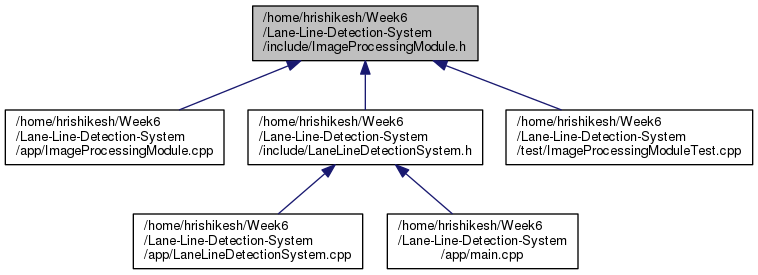 /home/hrishikesh/Week6
/Lane-Line-Detection-System
/include/ImageProcessingModule.h
/home/hrishikesh/Week6
/Lane-Line-Detection-System
/app/ImageProcessingModule.cpp
/home/hrishikesh/Week6
/Lane-Line-Detection-System
/include/LaneLineDetectionSystem.h
/home/hrishikesh/Week6
/Lane-Line-Detection-System
/test/ImageProcessingModuleTest.cpp
/home/hrishikesh/Week6
/Lane-Line-Detection-System
/app/LaneLineDetectionSystem.cpp
/home/hrishikesh/Week6
/Lane-Line-Detection-System
/app/main.cpp